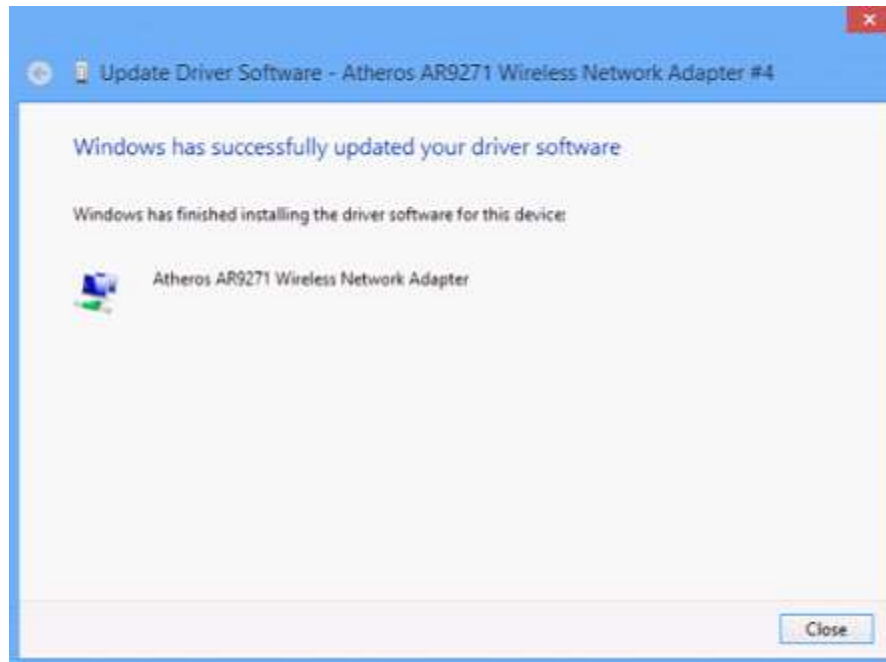 Update Driver Software - Atheros AR9271 Wireless Network Adapter #4
Windows has successfully updated your driver software
Windows has finished installing the driver software for this device:
Atheros AR9271 Wireless Network Adapter
Close